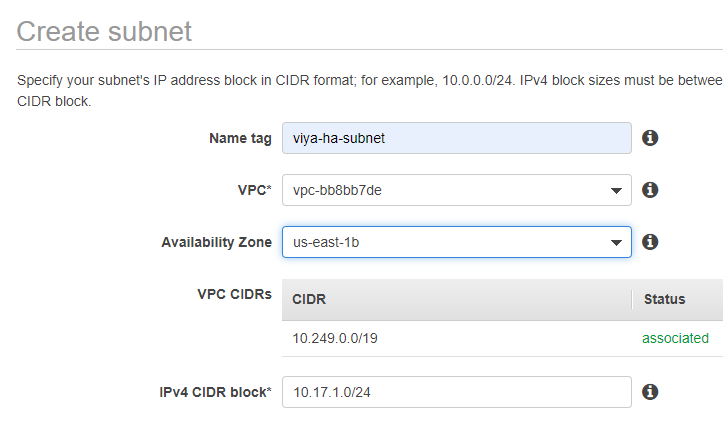 Create subnet
Specify your subnet's IP address block in CIDR format; for example, 10.0.0.0/24. IPv4 block sizes must be betwee
CIDR block.
Name tag viya-ha-subnet
VPC* vpc-bb8bb7de
Availability Zone us-east-1b
VPC CIDRs CIDR Status
10.249.0.0/19 associated
IPv4 CIDR block* 10.17.1.0/24